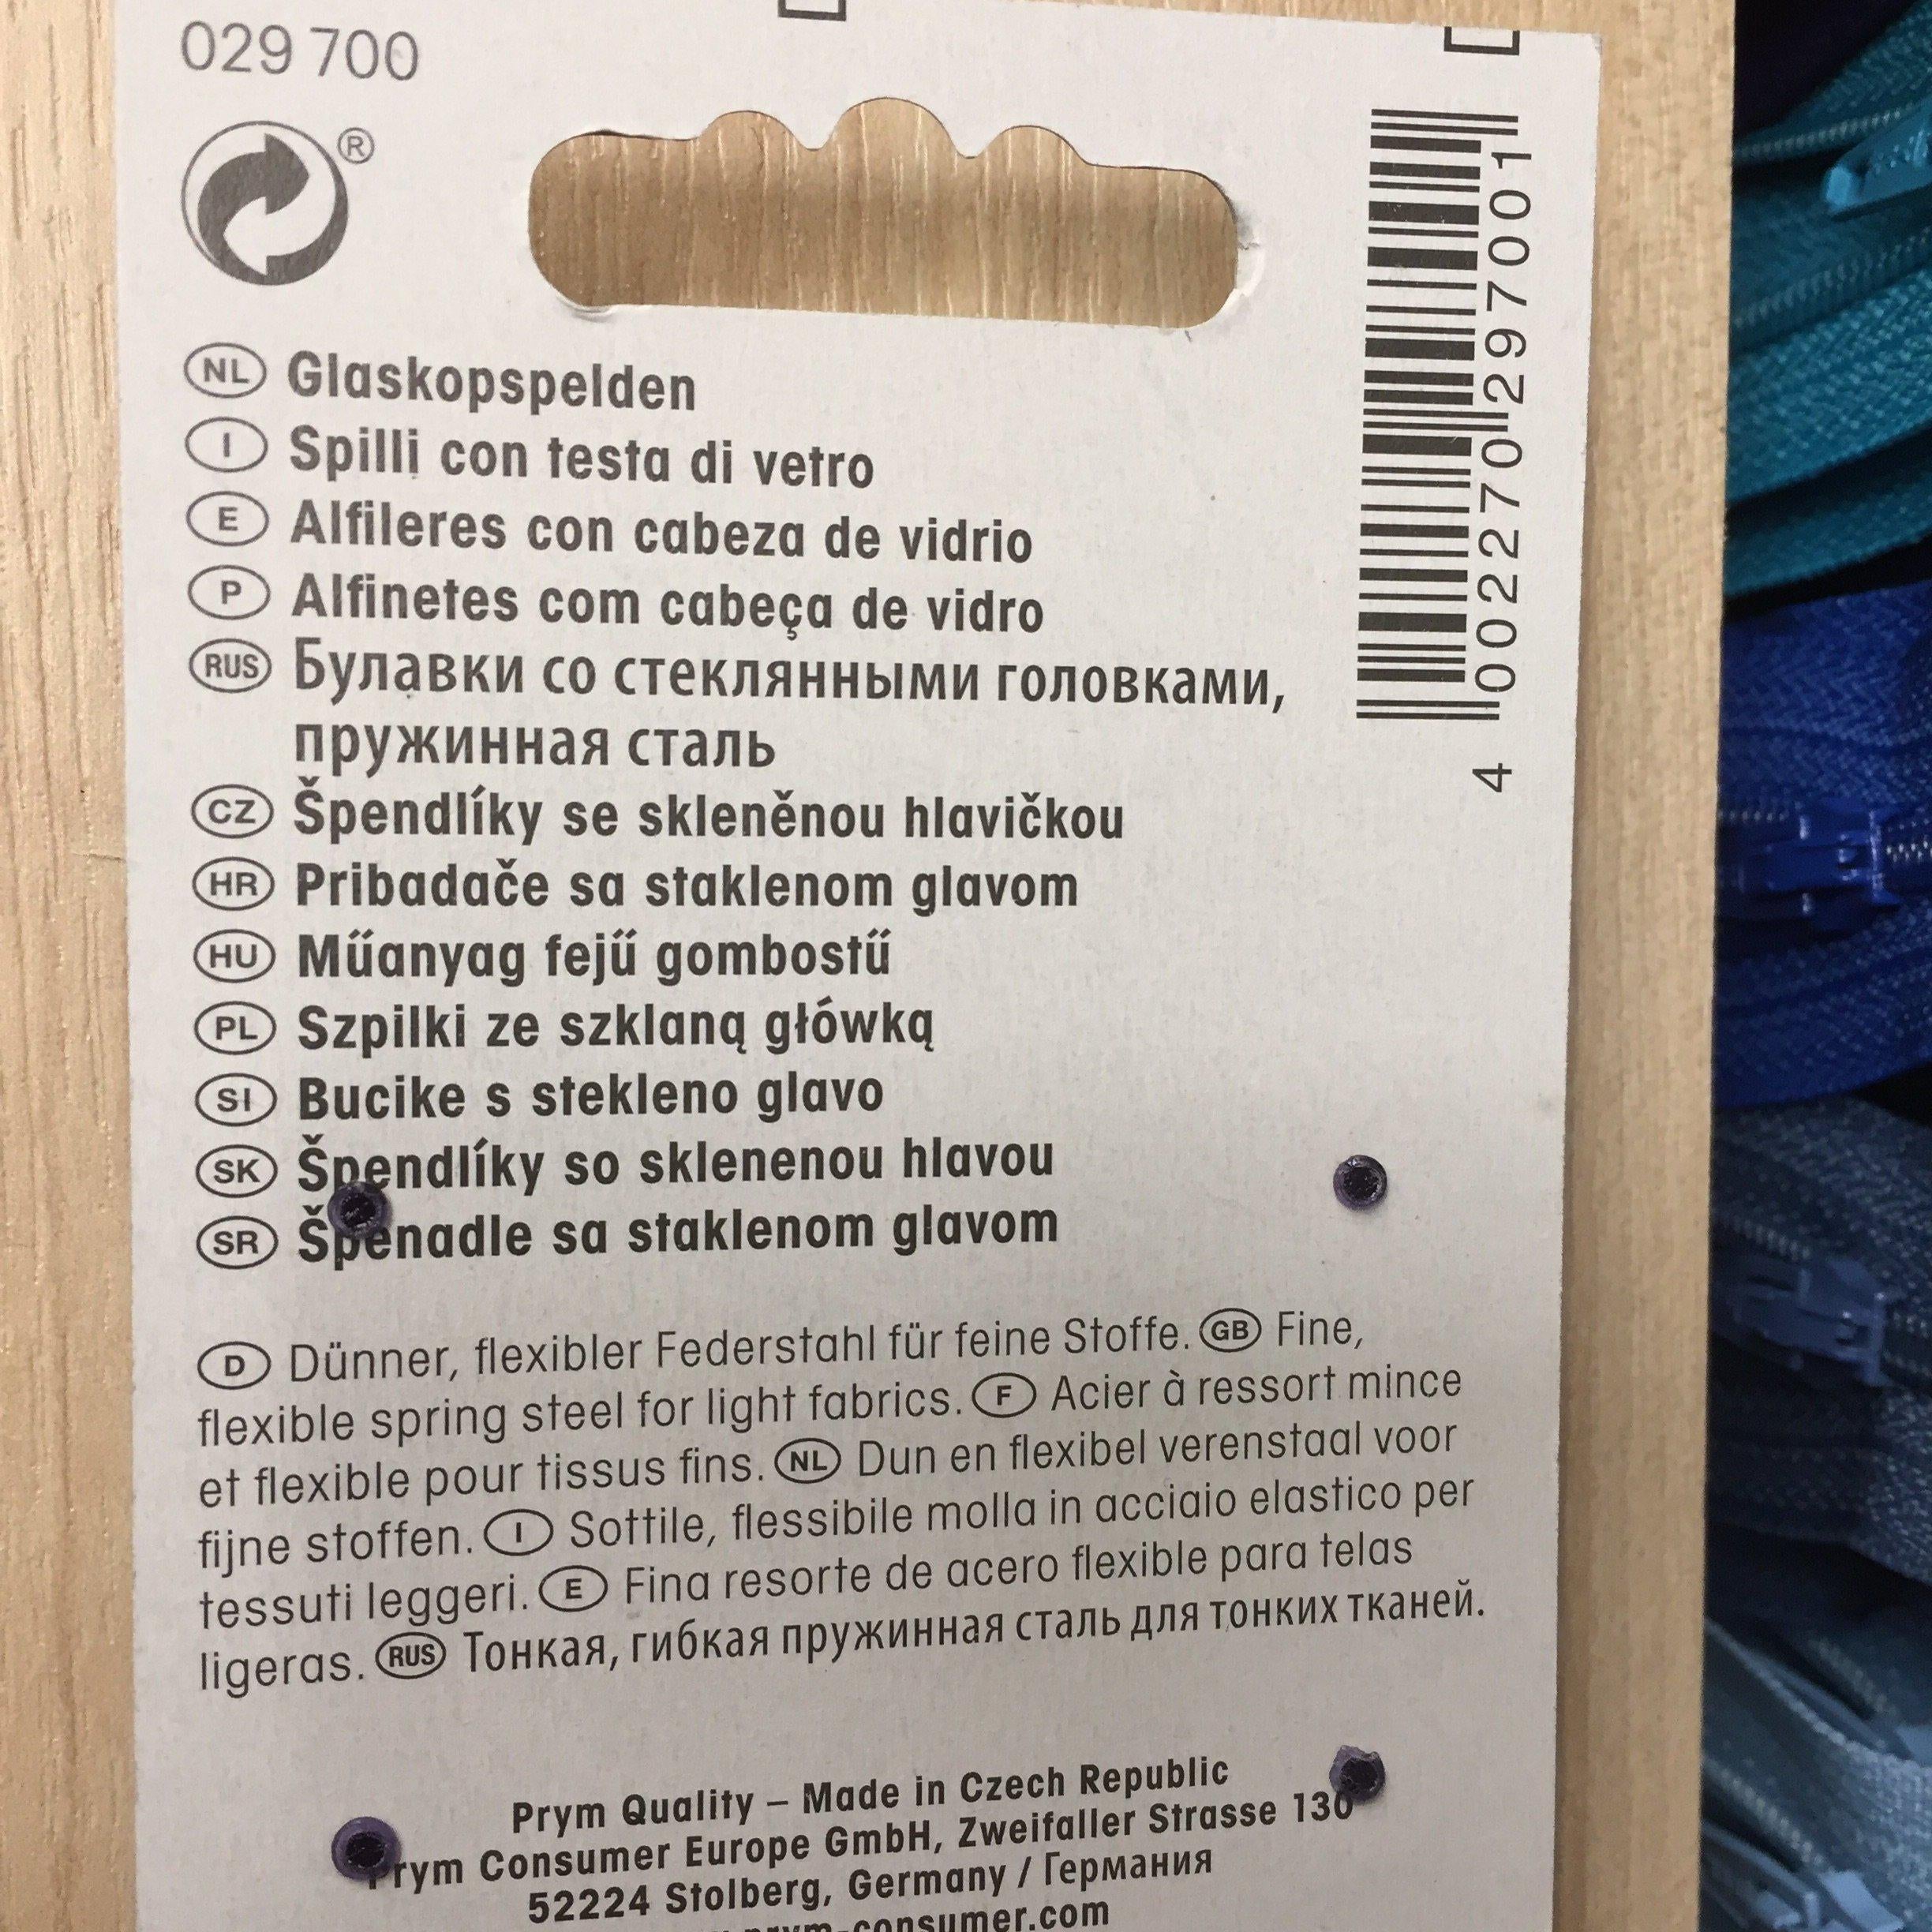 029 700
®
NL Glaskopspelden
I Spilli con testa di vetro
E Alfileres con cabeza de vidrio
P Alfinetes com cabeça de vidro
RUS Булавки со стеклянными головками,
пружинная сталь
CZ Špendlíky se skleněnou hlavičkou
HR Pribadače sa staklenom glavom
HU Műanyag fejű gombostű
PL Szpilki ze szklaną główką
SI Bucike s stekleno glavo
SK Špendlíky so sklenenou hlavou
SR Špenadle sa staklenom glavom
D Dünner, flexibler Federstahl für feine Stoffe. GB Fine,
flexible spring steel for light fabrics. F Acier à ressort mince
et flexible pour tissus fins. NL Dun en flexibel verenstaal voor
fijne stoffen. I Sottile, flessibile molla in acciaio elastico per
tessuti leggeri. E Fina resorte de acero flexible para telas
ligeras. RUS Тонкая, гибкая пружинная сталь для тонких тканей.
Prym Quality – Made in Czech Republic
Prym Consumer Europe GmbH, Zweifaller Strasse 130
52224 Stolberg, Germany / Германия
prym-consumer.com
4 002270 297001